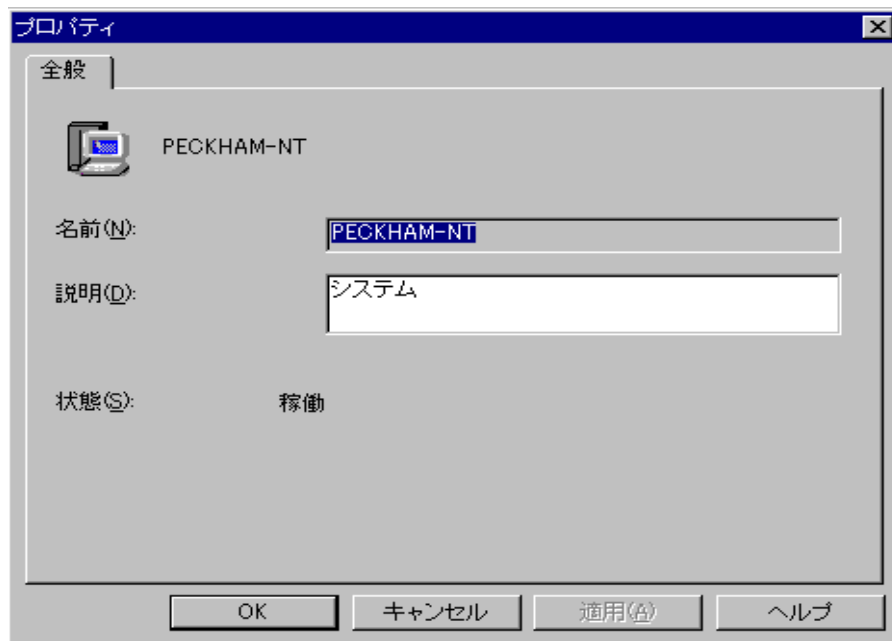 プロパティ
全般
PECKHAM-NT
名前(N): PECKHAM-NT
説明(D): システム
状態(S): 稼働
OK キャンセル 適用(A) ヘルプ